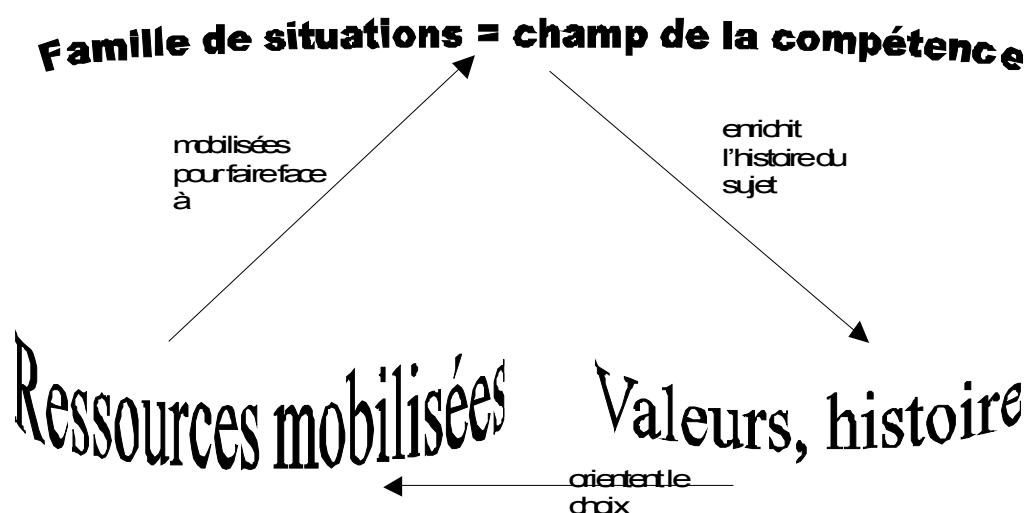 Famille de situations = champ de la compétence
mobilisées
pour faire face
à
enrichit
l'histoire du
sujet
Ressources mobilisées
Valeurs, histoire
orientent le
choix